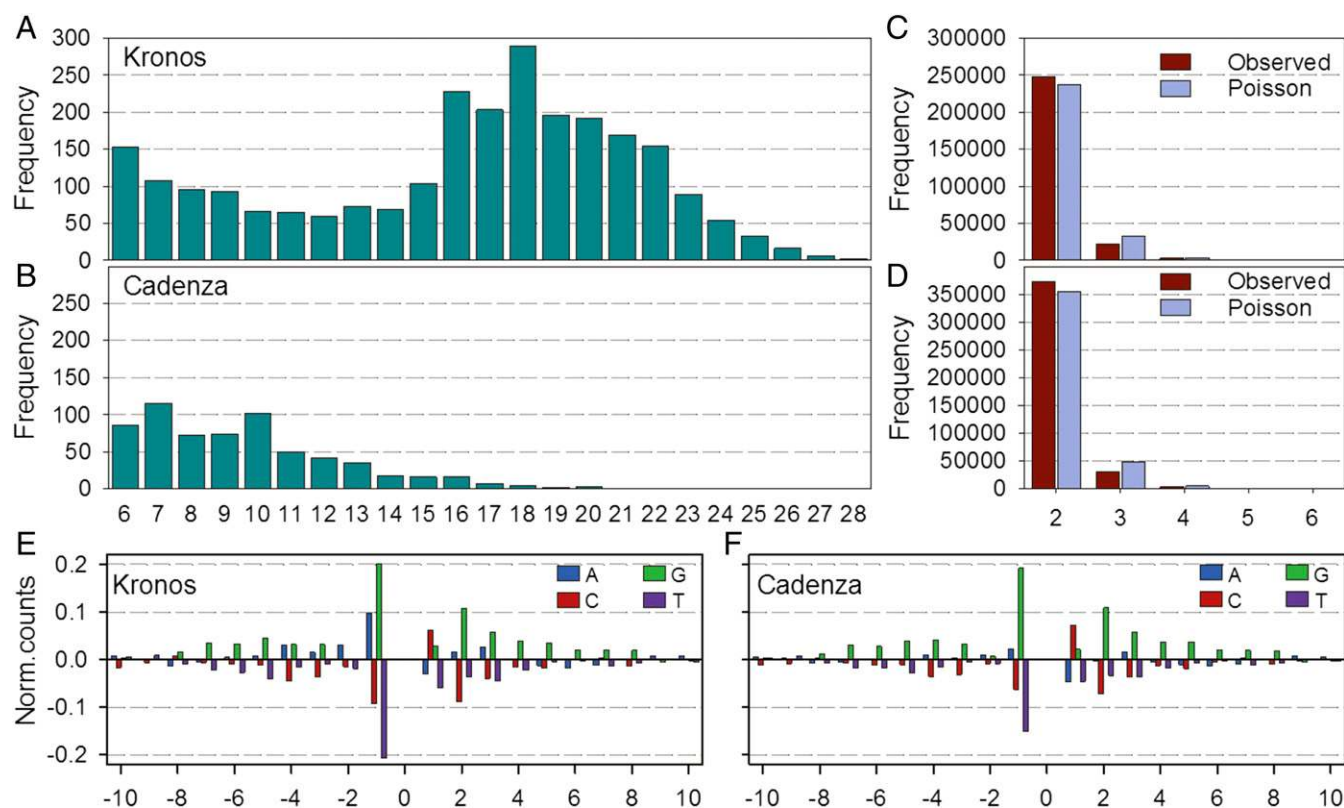 A
Kronos
Frequency
300
250
200
150
100
50
0
B
Cadenza
Frequency
250
200
150
100
50
0
6 7 8 9 10 11 12 13 14 15 16 17 18 19 20 21 22 23 24 25 26 27 28
C
Observed
Poisson
Frequency
300000
250000
200000
150000
100000
50000
0
D
Observed
Poisson
Frequency
350000
300000
250000
200000
150000
100000
50000
0
2 3 4 5 6
E
Kronos
A G
C T
Norm.counts
0.2
0.1
0.0
-0.1
-0.2
-10 -8 -6 -4 -2 0 2 4 6 8 10
F
Cadenza
A G
C T
-10 -8 -6 -4 -2 0 2 4 6 8 10